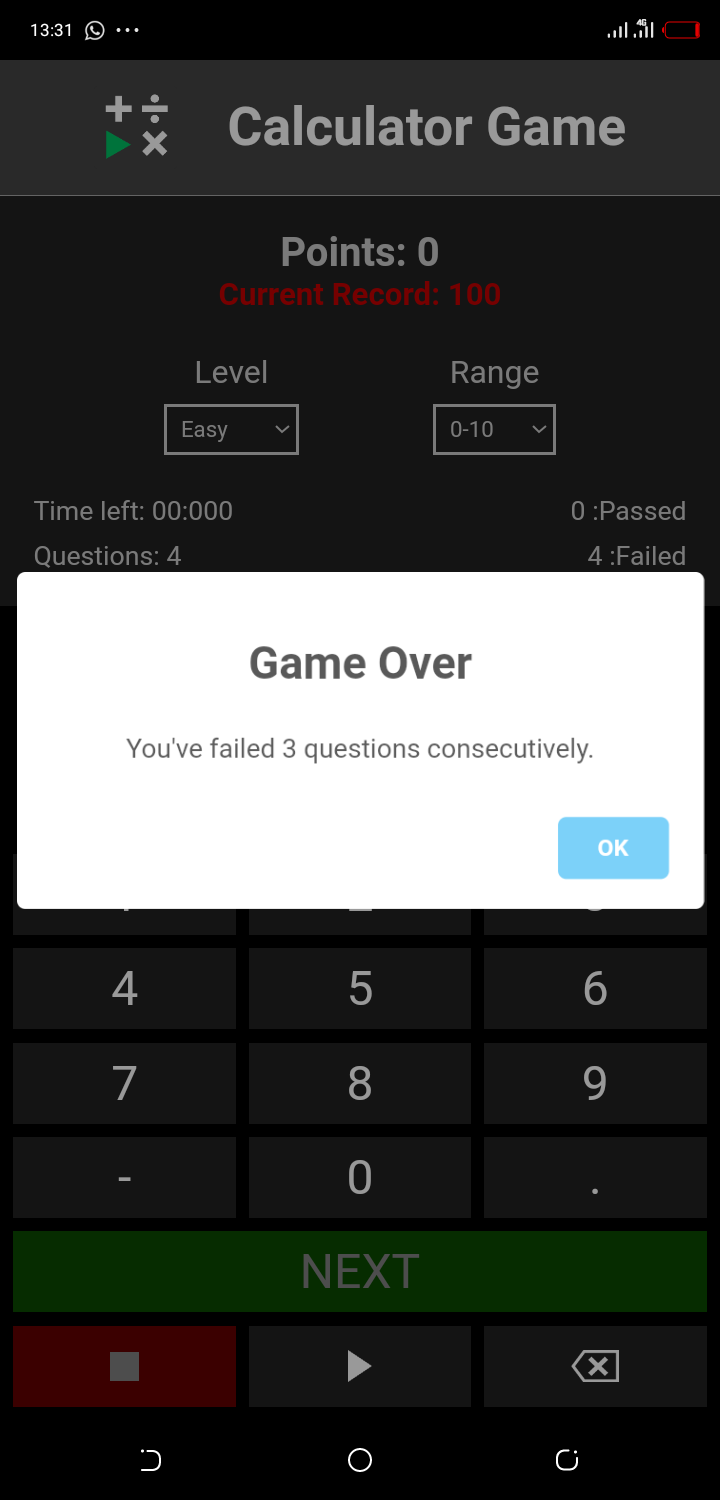 13:31
4G
Calculator Game
Points: 0
Current Record: 100
Level Range
Easy 0-10
Time left: 00:000 0 :Passed
Questions: 4 4 :Failed
Game Over
You've failed 3 questions consecutively.
OK
4 5 6
7 8 9
- 0 .
NEXT